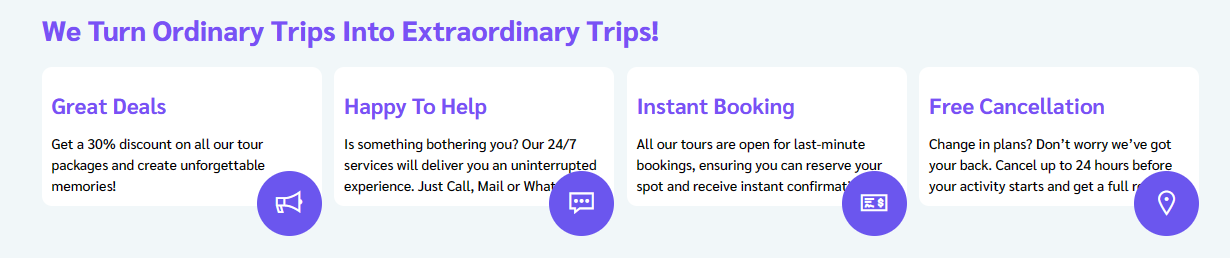 We Turn Ordinary Trips Into Extraordinary Trips!
Great Deals
Get a 30% discount on all our tour
packages and create unforgettable
memories!
Happy To Help
Is something bothering you? Our 24/7
services will deliver you an uninterrupted
experience. Just Call, Mail or
Instant Booking
All our tours are open for last-minute
bookings, ensuring you can reserve your
spot and receive instant
Free Cancellation
Change in plans? Don’t worry we’ve got
your back. Cancel up to 24 hours before
your activity starts and get a full